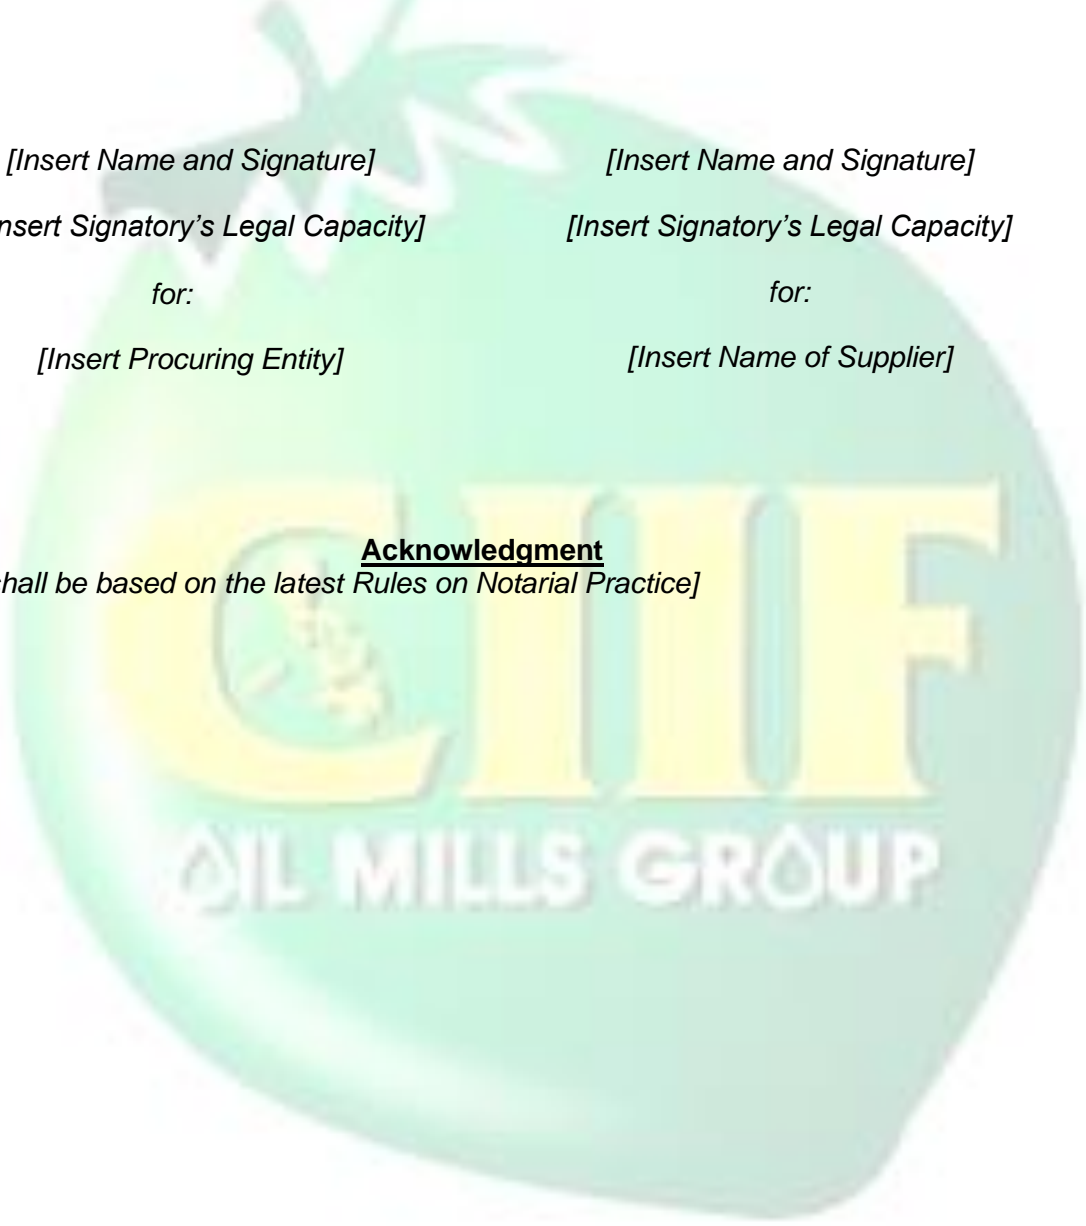 [Insert Name and Signature] [Insert Name and Signature]
nsert Signatory’s Legal Capacity] [Insert Signatory’s Legal Capacity]
for: for:
[Insert Procuring Entity] [Insert Name of Supplier]
Acknowledgment
shall be based on the latest Rules on Notarial Practice]
CIIF
OIL MILLS GROUP